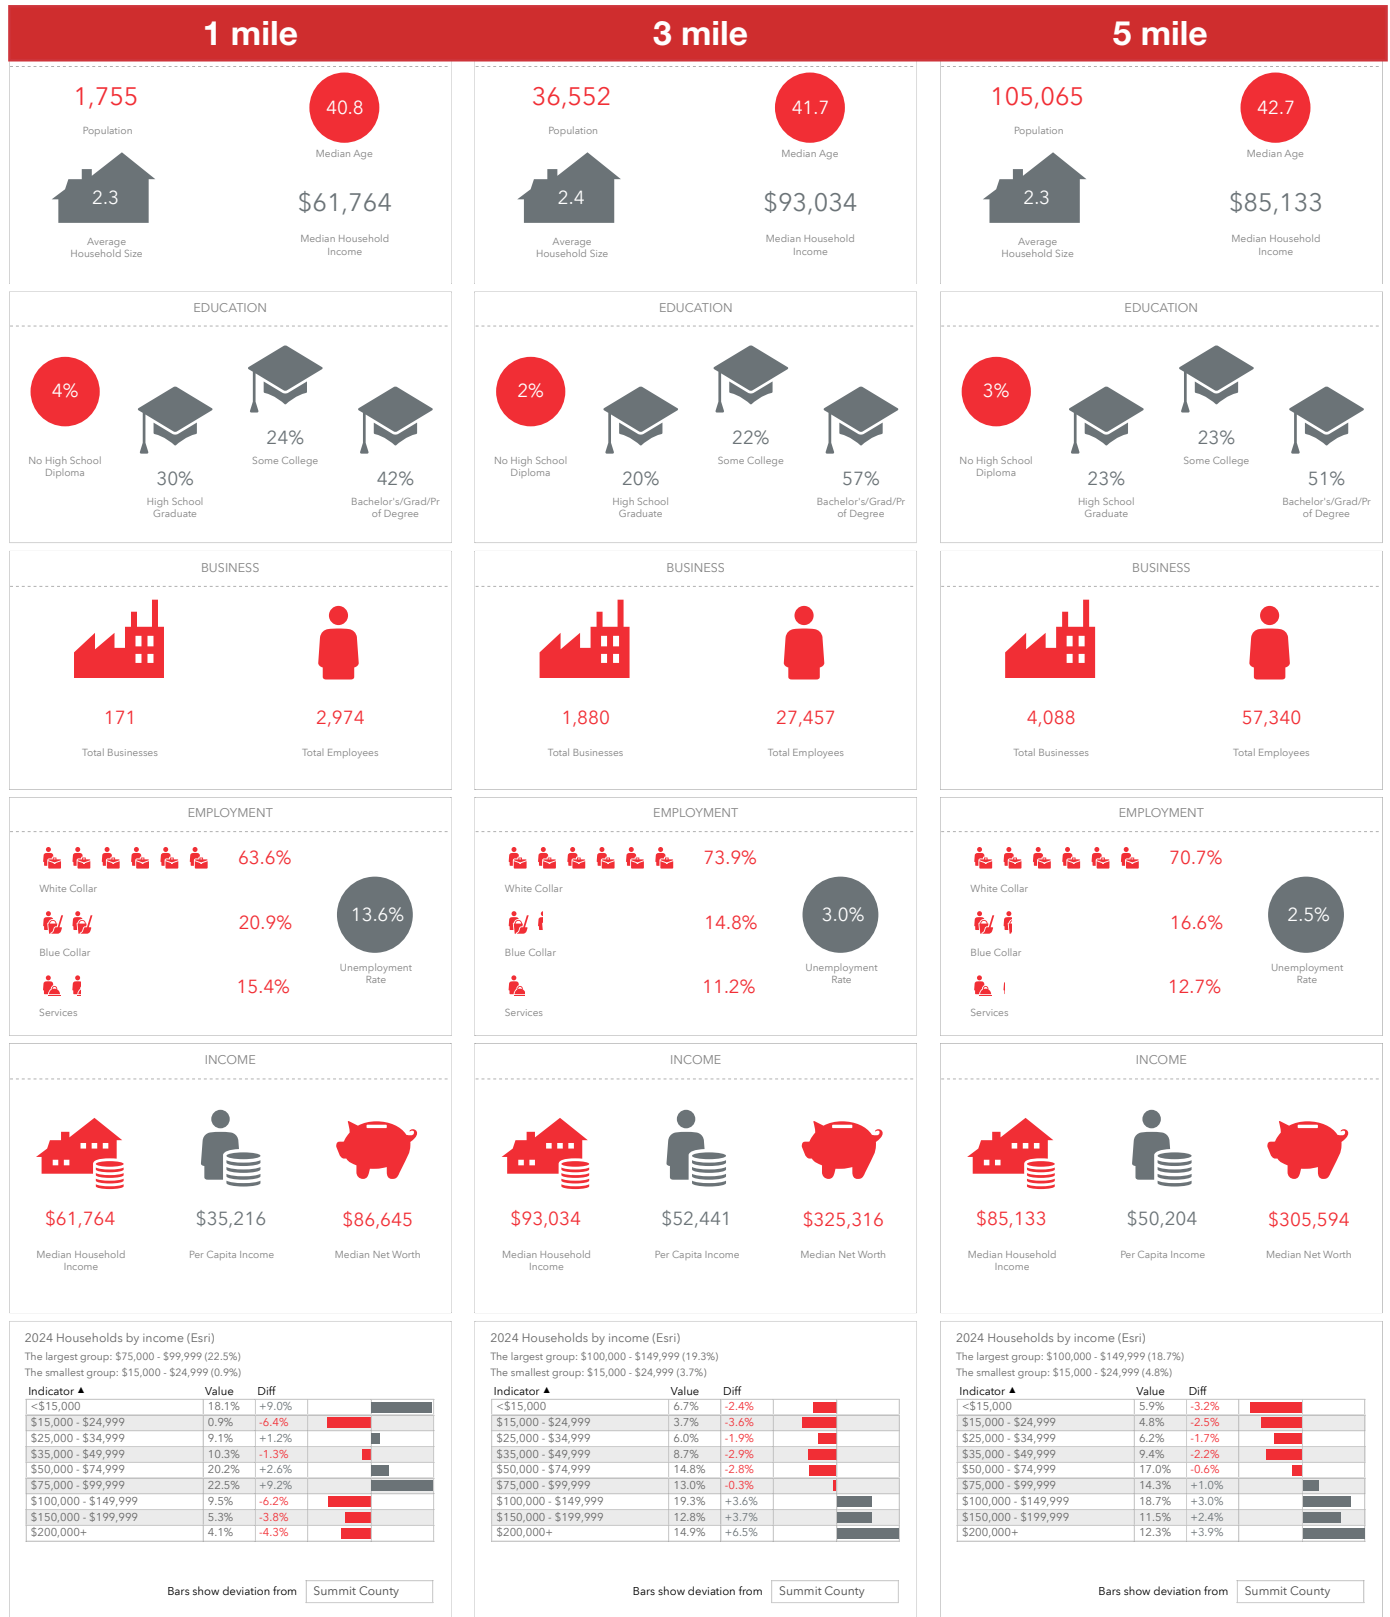 1 mile
3 mile
5 mile
1,755
Population
40.8
Median Age
2.3
Average
Household Size
$61,764
Median Household
Income
36,552
Population
41.7
Median Age
2.4
Average
Household Size
$93,034
Median Household
Income
105,065
Population
42.7
Median Age
2.3
Average
Household Size
$85,133
Median Household
Income
EDUCATION
4%
No High School
Diploma
30%
High School
Graduate
24%
Some College
42%
Bachelor's/Grad/Pr
of Degree
EDUCATION
2%
No High School
Diploma
20%
High School
Graduate
22%
Some College
57%
Bachelor's/Grad/Pr
of Degree
EDUCATION
3%
No High School
Diploma
23%
High School
Graduate
23%
Some College
51%
Bachelor's/Grad/Pr
of Degree
BUSINESS
171
Total Businesses
2,974
Total Employees
BUSINESS
1,880
Total Businesses
27,457
Total Employees
BUSINESS
4,088
Total Businesses
57,340
Total Employees
EMPLOYMENT
63.6%
White Collar
20.9%
Blue Collar
15.4%
Services
13.6%
Unemployment
Rate
EMPLOYMENT
73.9%
White Collar
14.8%
Blue Collar
11.2%
Services
3.0%
Unemployment
Rate
EMPLOYMENT
70.7%
White Collar
16.6%
Blue Collar
12.7%
Services
2.5%
Unemployment
Rate
INCOME
$61,764
Median Household
Income
$35,216
Per Capita Income
$86,645
Median Net Worth
INCOME
$93,034
Median Household
Income
$52,441
Per Capita Income
$325,316
Median Net Worth
INCOME
$85,133
Median Household
Income
$50,204
Per Capita Income
$305,594
Median Net Worth
2024 Households by income (Esri)
The largest group: $75,000 - $99,999 (22.5%)
The smallest group: $15,000 - $24,999 (0.9%)
Indicator ▲ Value Diff
<$15,000 18.1% +9.0%
$15,000 - $24,999 0.9% -6.4%
$25,000 - $34,999 9.1% +1.2%
$35,000 - $49,999 10.3% -1.3%
$50,000 - $74,999 20.2% +2.6%
$75,000 - $99,999 22.5% +9.2%
$100,000 - $149,999 9.5% -6.2%
$150,000 - $199,999 5.3% -3.8%
$200,000+ 4.1% -4.3%
Bars show deviation from Summit County
2024 Households by income (Esri)
The largest group: $100,000 - $149,999 (19.3%)
The smallest group: $15,000 - $24,999 (3.7%)
Indicator ▲ Value Diff
<$15,000 6.7% -2.4%
$15,000 - $24,999 3.7% -3.6%
$25,000 - $34,999 6.0% -1.9%
$35,000 - $49,999 8.7% -2.9%
$50,000 - $74,999 14.8% -2.8%
$75,000 - $99,999 13.0% -0.3%
$100,000 - $149,999 19.3% +3.6%
$150,000 - $199,999 12.8% +3.7%
$200,000+ 14.9% +6.5%
Bars show deviation from Summit County
2024 Households by income (Esri)
The largest group: $100,000 - $149,999 (18.7%)
The smallest group: $15,000 - $24,999 (4.8%)
Indicator ▲ Value Diff
<$15,000 5.9% -3.2%
$15,000 - $24,999 4.8% -2.5%
$25,000 - $34,999 6.2% -1.7%
$35,000 - $49,999 9.4% -2.2%
$50,000 - $74,999 17.0% -0.6%
$75,000 - $99,999 14.3% +1.0%
$100,000 - $149,999 18.7% +3.0%
$150,000 - $199,999 11.5% +2.4%
$200,000+ 12.3% +3.9%
Bars show deviation from Summit County